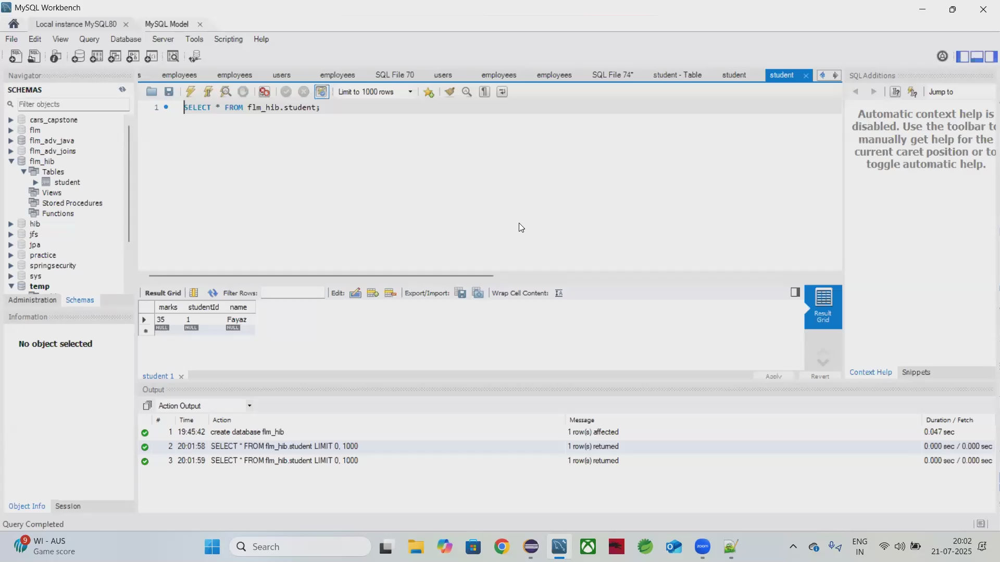 MySQL Workbench
Local instance MySQL80
MySQL Model
File Edit View Query Database Server Tools Scripting Help
Navigator
s employees employees users employees SQL File 70 users employees employees SQL File 74* student - Table student student
SQLAdditions
SCHEMAS
Limit to 1000 rows
Jump to
Filter objects
1 SELECT * FROM flm_hib.student;
Automatic context help is
disabled. Use the toolbar to
manually get help for the
current caret position or to
toggle automatic help.
cars_capstone
flm
flm_adv_java
flm_adv_joins
flm_hib
Tables
student
Views
Stored Procedures
Functions
hib
jfs
jpa
practice
springsecurity
sys
temp
Administration Schemas
Information
No object selected
Result Grid Filter Rows: Edit: Export/Import: Wrap Cell Content:
marks studentId name
35 1 Fayaz
NULL NULL NULL
Result
Grid
student 1
Apply Revert
Context Help Snippets
Output
Action Output
# Time Action Message Duration / Fetch
1 19:45:42 create database flm_hib 1 row(s) affected 0.047 sec
2 20:01:58 SELECT * FROM flm_hib.student LIMIT 0, 1000 1 row(s) returned 0.000 sec / 0.000 sec
3 20:01:59 SELECT * FROM flm_hib.student LIMIT 0, 1000 1 row(s) returned 0.000 sec / 0.000 sec
Object Info Session
Query Completed
9
WI - AUS
Game score
Search
zoom
ENG
IN
20:02
21-07-2025